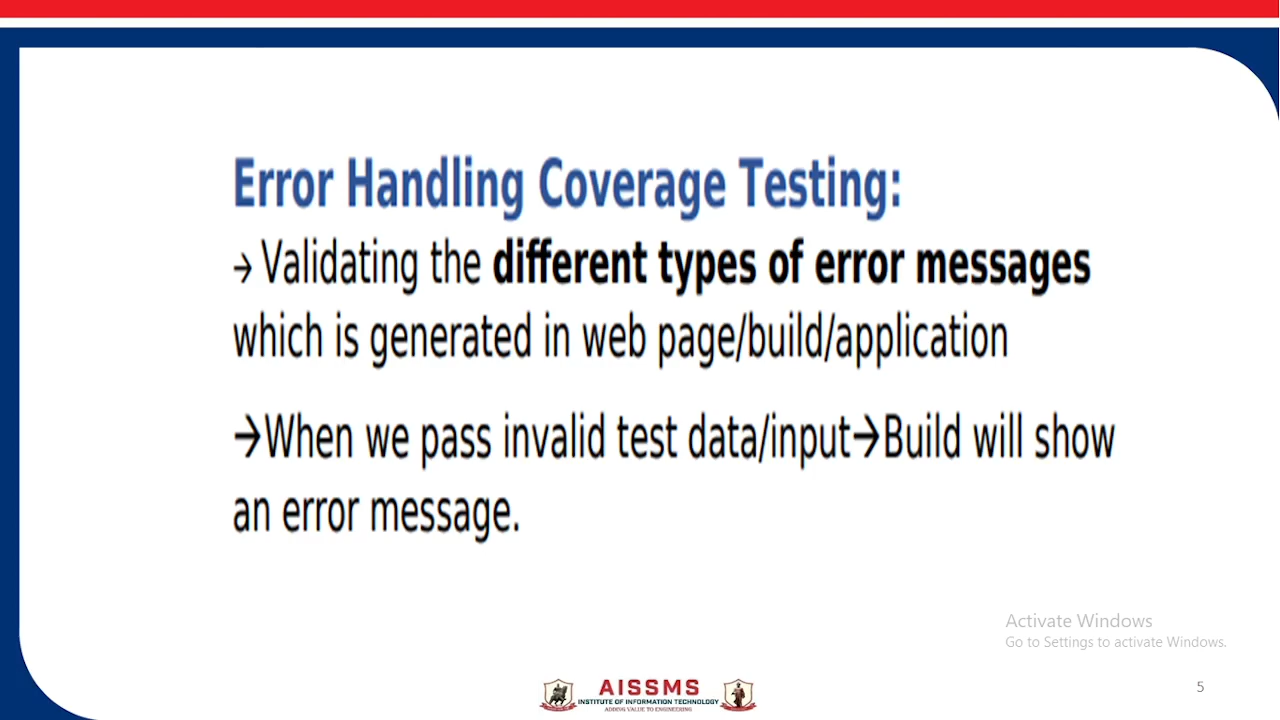 Error Handling Coverage Testing:
→ Validating the different types of error messages
which is generated in web page/build/application
→When we pass invalid test data/input→Build will show
an error message.
Activate Windows
Go to Settings to activate Windows.
5
AISSMS
INSTITUTE OF INFORMATION TECHNOLOGY
ADDING VALUE TO ENGINEERING